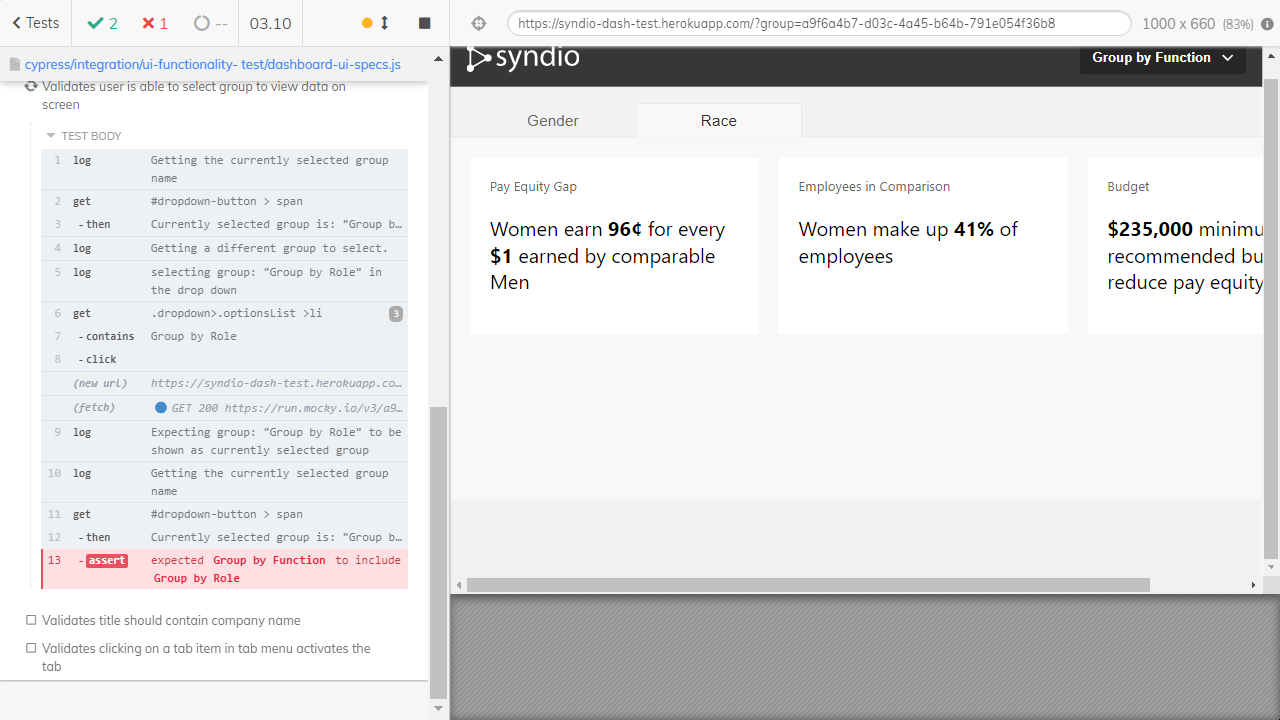 Tests
2
1
--
03.10
https://syndio-dash-test.herokuapp.com/?group=a9f6a4b7-d03c-4a45-b64b-791e054f36b8
1000 x 660 (83%)
cypress/integration/ui-functionality- test/dashboard-ui-specs.js
Validates user is able to select group to view data on
screen
TEST BODY
1 log Getting the currently selected group
name
2 get #dropdown-button > span
3 -then Currently selected group is: "Group b…
4 log Getting a different group to select.
5 log selecting group: "Group by Role" in
the drop down
6 get .dropdown>.optionsList >li 3
7 -contains Group by Role
8 -click
(new url) https://syndio-dash-test.herokuapp.co…
(fetch) GET 200 https://run.mocky.io/v3/a9…
9 log Expecting group: "Group by Role" to be
shown as currently selected group
10 log Getting the currently selected group
name
11 get #dropdown-button > span
12 -then Currently selected group is: "Group b…
13 -assert expected Group by Function to include
Group by Role
Validates title should contain company name
Validates clicking on a tab item in tab menu activates the
tab
syndio
Group by Function
Gender
Race
Pay Equity Gap
Women earn 96¢ for every
$1 earned by comparable
Men
Employees in Comparison
Women make up 41% of
employees
Budget
$235,000 minimu
recommended bu
reduce pay equity